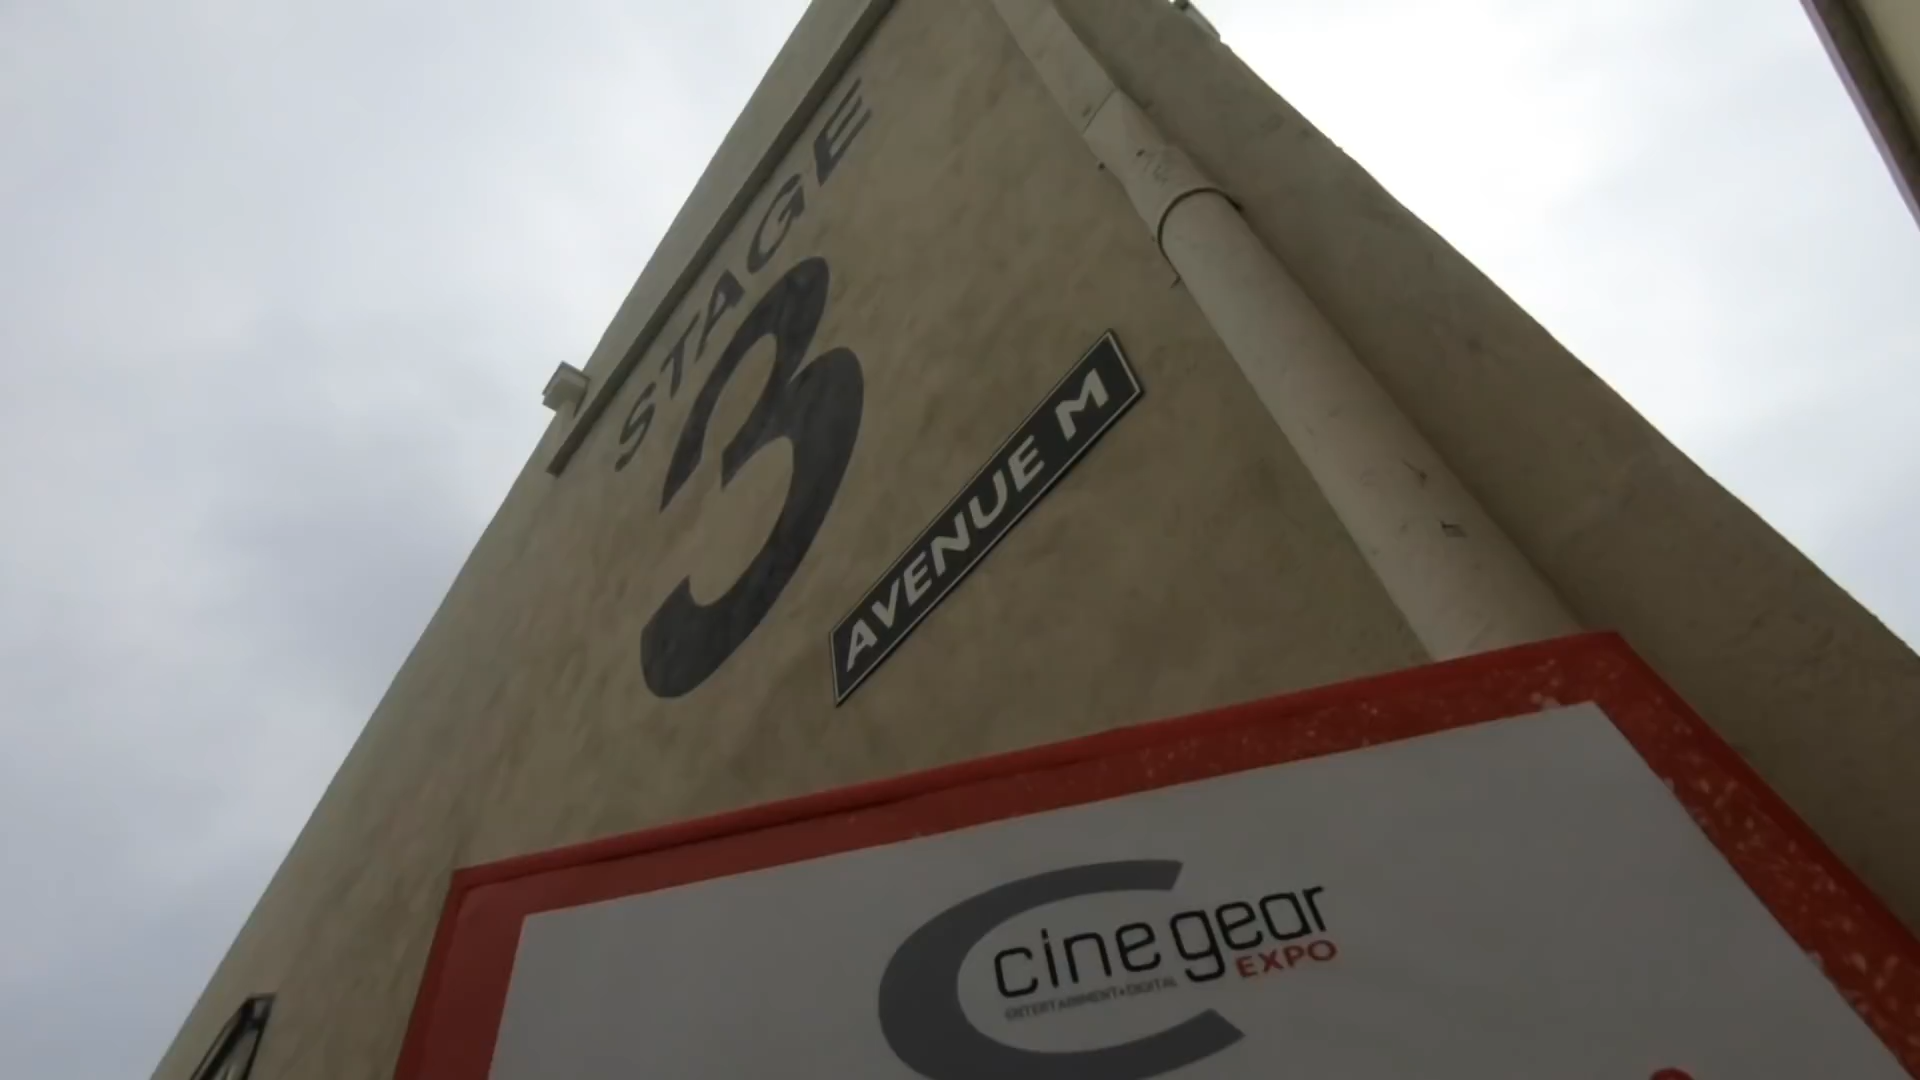 STAGE
3
AVENUE M
cine gear
EXPO
ENTERTAINMENT • DIGITAL